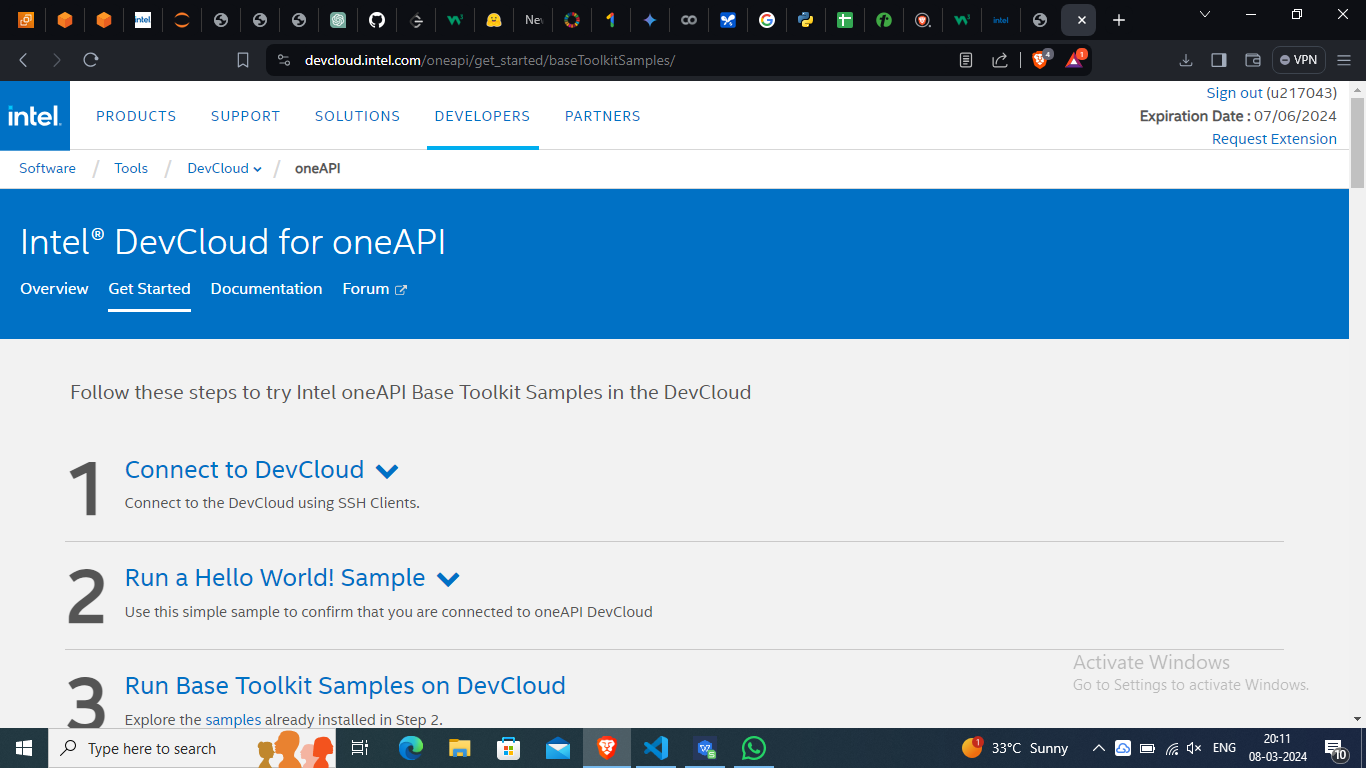 intel
New
intel
devcloud.intel.com/oneapi/get_started/baseToolkitSamples/
4
1
VPN
intel.
PRODUCTS
SUPPORT
SOLUTIONS
DEVELOPERS
PARTNERS
Sign out (u217043)
Expiration Date : 07/06/2024
Request Extension
Software / Tools / DevCloud / oneAPI
Intel® DevCloud for oneAPI
Overview
Get Started
Documentation
Forum
Follow these steps to try Intel oneAPI Base Toolkit Samples in the DevCloud
1
Connect to DevCloud
Connect to the DevCloud using SSH Clients.
2
Run a Hello World! Sample
Use this simple sample to confirm that you are connected to oneAPI DevCloud
3
Run Base Toolkit Samples on DevCloud
Explore the samples already installed in Step 2.
Activate Windows
Go to Settings to activate Windows.
Type here to search
1
33°C Sunny
ENG
20:11
08-03-2024
10